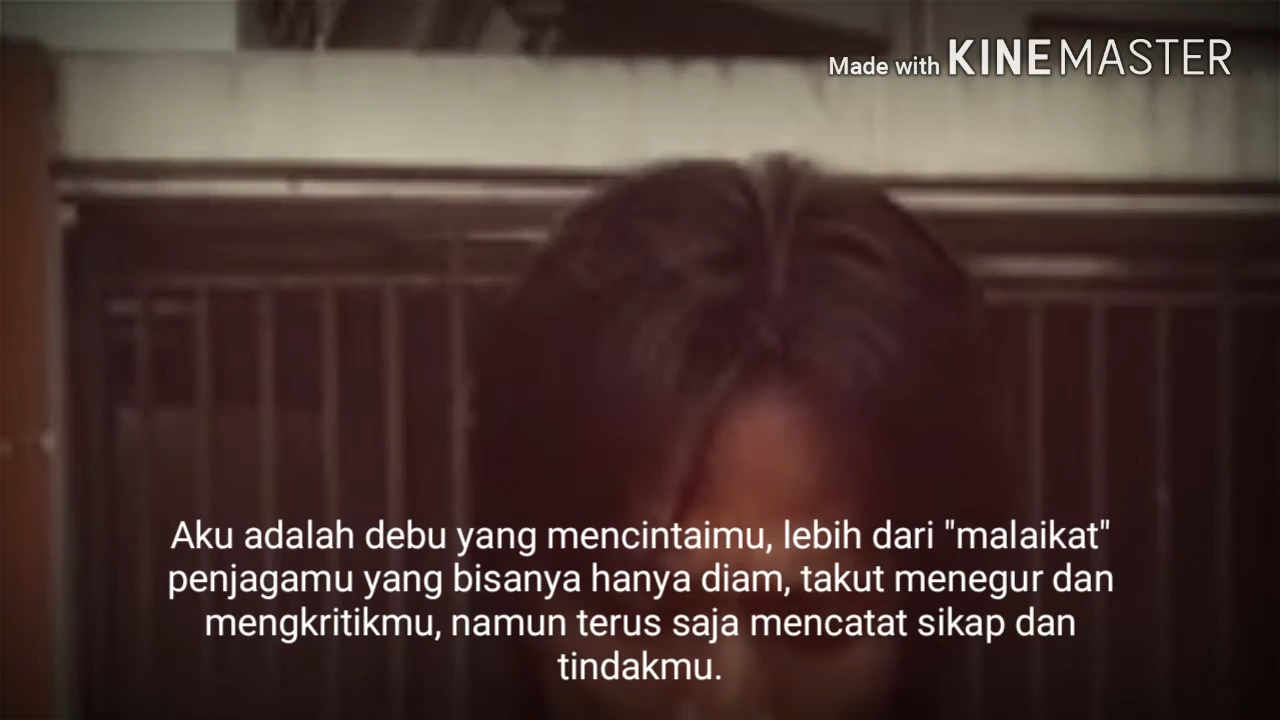 Made with KINEMASTER
Aku adalah debu yang mencintaimu, lebih dari "malaikat"
penjagamu yang bisanya hanya diam, takut menegur dan
mengkritikmu, namun terus saja mencatat sikap dan
tindakmu.